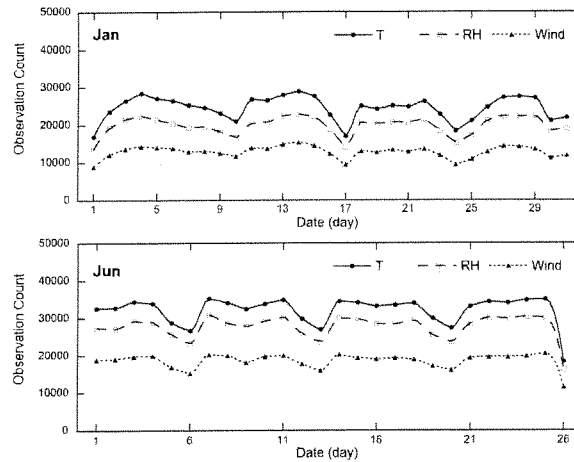 50000
Jan
T
RH
Wind
40000
30000
20000
10000
0
Observation Count
1
5
9
13
17
21
25
29
Date (day)
50000
Jun
T
RH
Wind
40000
30000
20000
10000
0
Observation Count
1
6
11
16
21
26
Date (day)